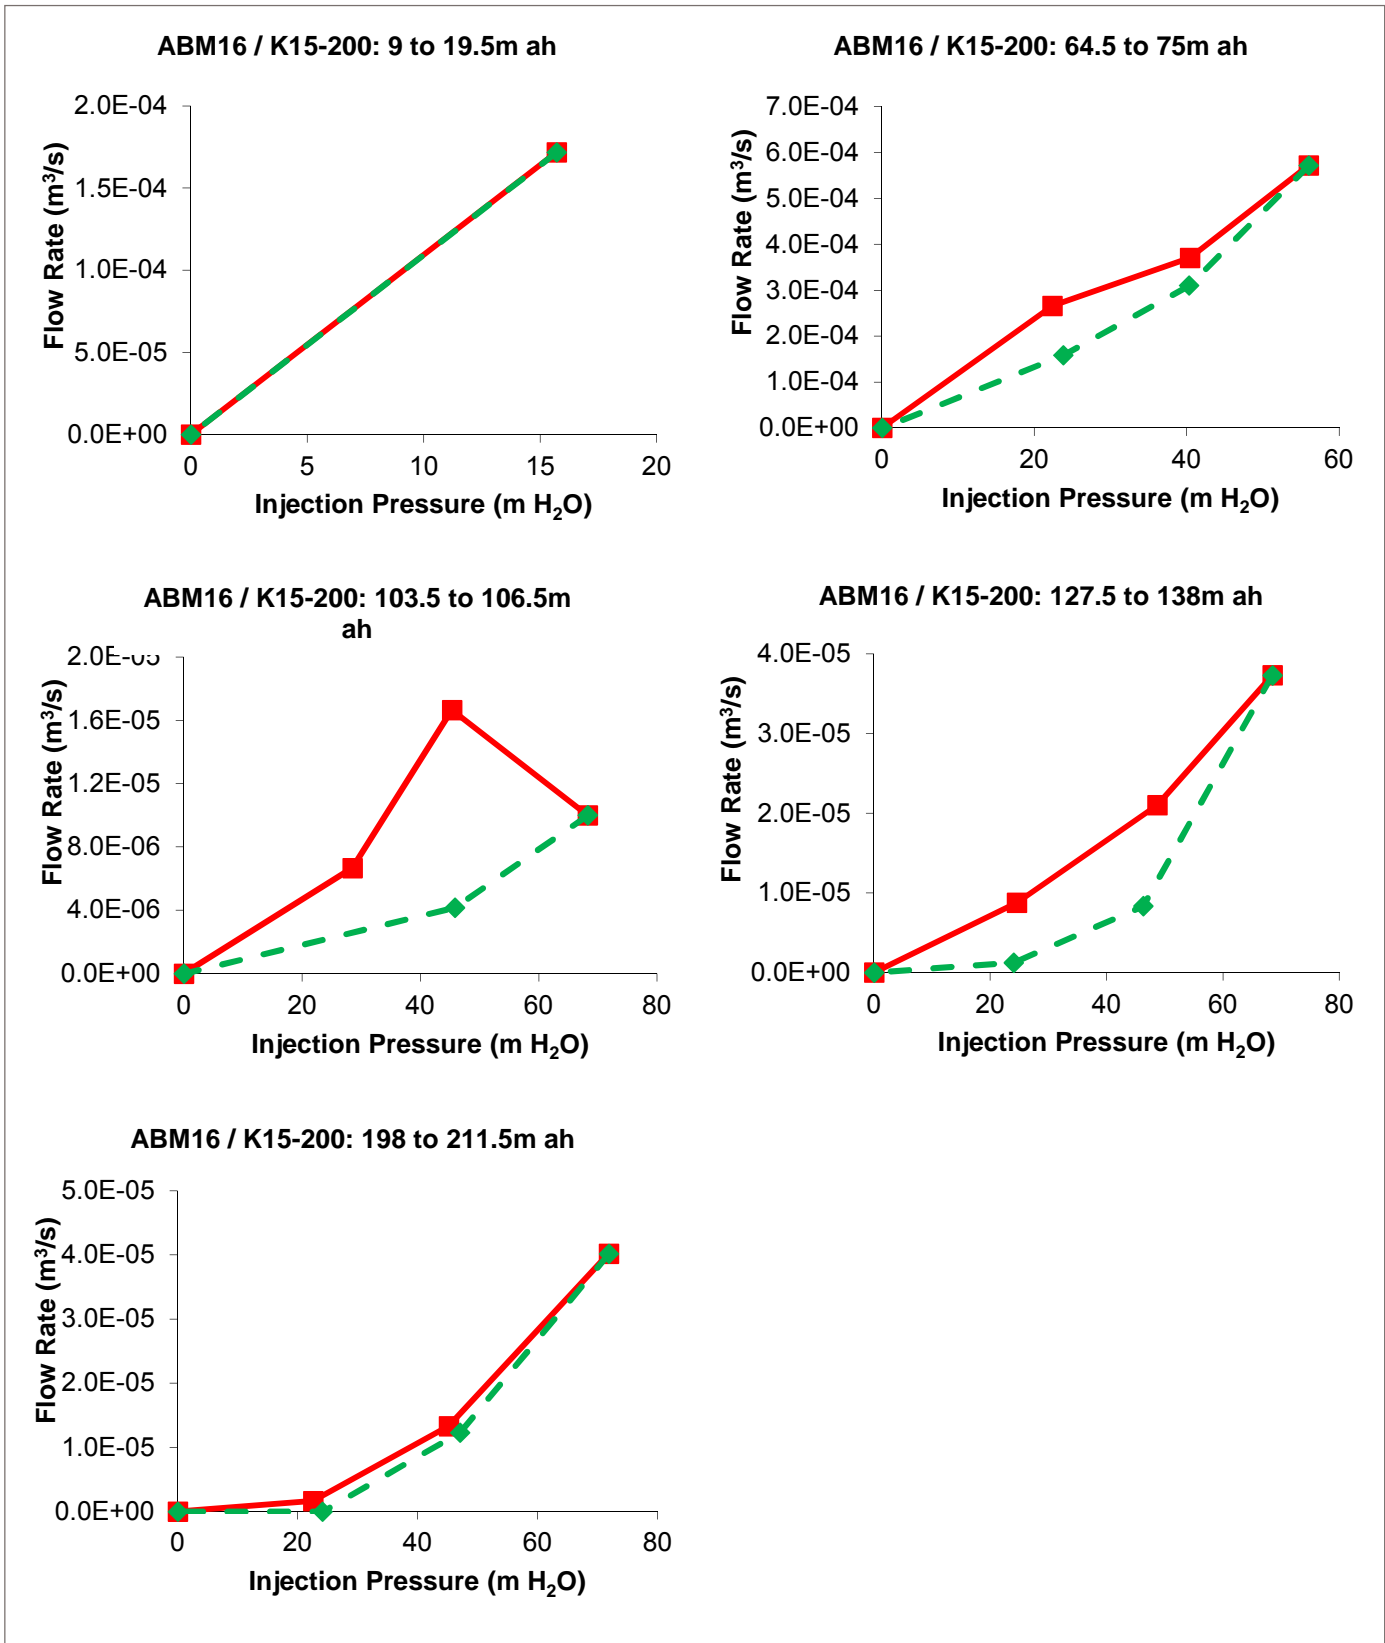 ABM16 / K15-200: 9 to 19.5m ah
2.0E-04
1.5E-04
1.0E-04
5.0E-05
0.0E+00
Flow Rate (m³/s)
0 5 10 15 20
Injection Pressure (m H₂O)
ABM16 / K15-200: 64.5 to 75m ah
7.0E-04
6.0E-04
5.0E-04
4.0E-04
3.0E-04
2.0E-04
1.0E-04
0.0E+00
Flow Rate (m³/s)
0 20 40 60
Injection Pressure (m H₂O)
ABM16 / K15-200: 103.5 to 106.5m
ah
2.0E-05
1.6E-05
1.2E-05
8.0E-06
4.0E-06
0.0E+00
Flow Rate (m³/s)
0 20 40 60 80
Injection Pressure (m H₂O)
ABM16 / K15-200: 127.5 to 138m ah
4.0E-05
3.0E-05
2.0E-05
1.0E-05
0.0E+00
Flow Rate (m³/s)
0 20 40 60 80
Injection Pressure (m H₂O)
ABM16 / K15-200: 198 to 211.5m ah
5.0E-05
4.0E-05
3.0E-05
2.0E-05
1.0E-05
0.0E+00
Flow Rate (m³/s)
0 20 40 60 80
Injection Pressure (m H₂O)